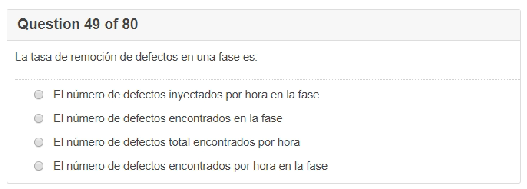 Question 49 of 80
La tasa de remoción de defectos en una fase es:
El número de defectos inyectados por hora en la fase
El número de defectos encontrados en la fase
El número de defectos total encontrados por hora
El número de defectos encontrados por hora en la fase